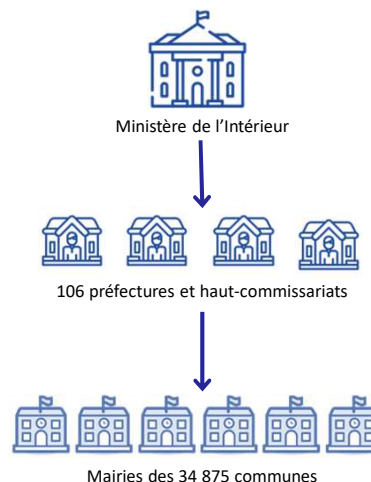 Ministère de l’Intérieur
106 préfectures et haut-commissariats
Mairies des 34 875 communes